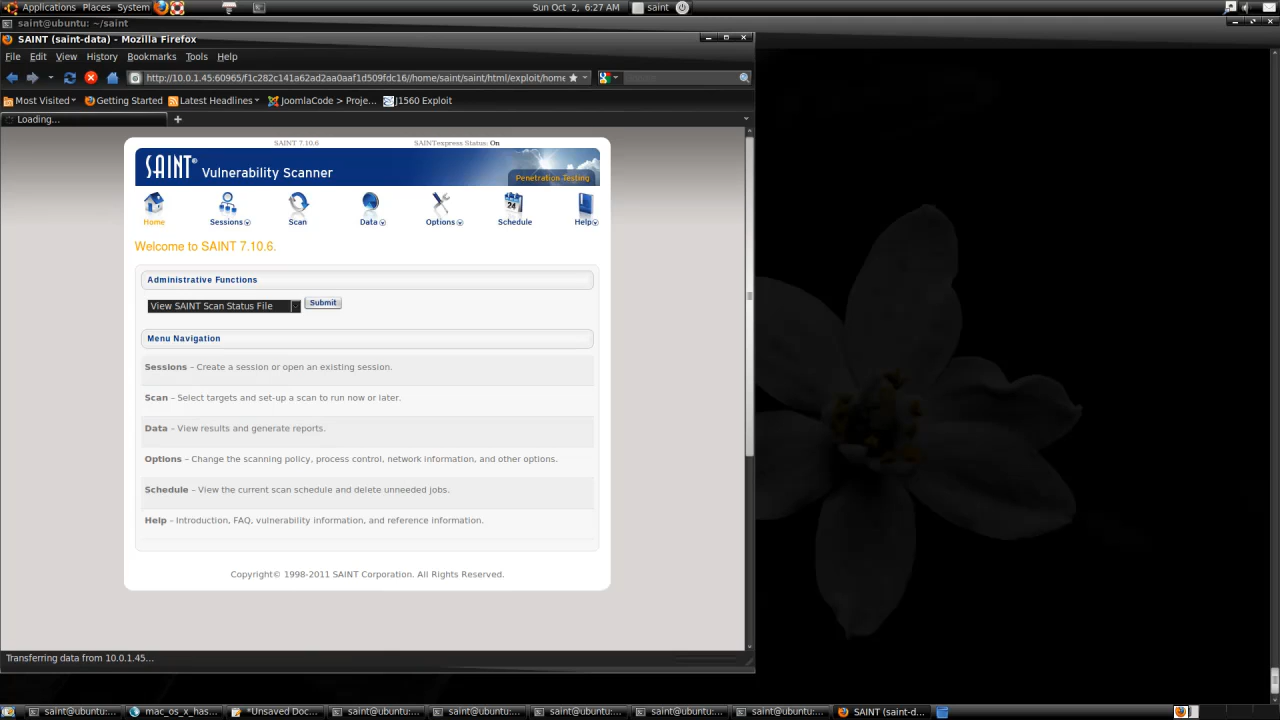 Applications Places System Sun Oct 2, 6:27 AM saint
saint@ubuntu: ~/saint
SAINT (saint-data) - Mozilla Firefox
File Edit View History Bookmarks Tools Help
http://10.0.1.45:60965/f1c282c141a62ad2aa0aaf1d509fdc16//home/saint/saint/html/exploit/home
Most Visited Getting Started Latest Headlines JoomlaCode > Proje... J1560 Exploit
Loading...
SAINT 7.10.6 SAINTexpress Status: On
SAINT® Vulnerability Scanner
Penetration Testing
Home Sessions Scan Data Options 24 Schedule Help
Welcome to SAINT 7.10.6.
Administrative Functions
View SAINT Scan Status File Submit
Menu Navigation
Sessions – Create a session or open an existing session.
Scan – Select targets and set-up a scan to run now or later.
Data – View results and generate reports.
Options – Change the scanning policy, process control, network information, and other options.
Schedule – View the current scan schedule and delete unneeded jobs.
Help – Introduction, FAQ, vulnerability information, and reference information.
Copyright© 1998-2011 SAINT Corporation. All Rights Reserved.
Transferring data from 10.0.1.45...
saint@ubuntu:... mac_os_x_has... *Unsaved Doc... saint@ubuntu:... saint@ubuntu:... saint@ubuntu:... saint@ubuntu:... saint@ubuntu:... SAINT (saint-d...